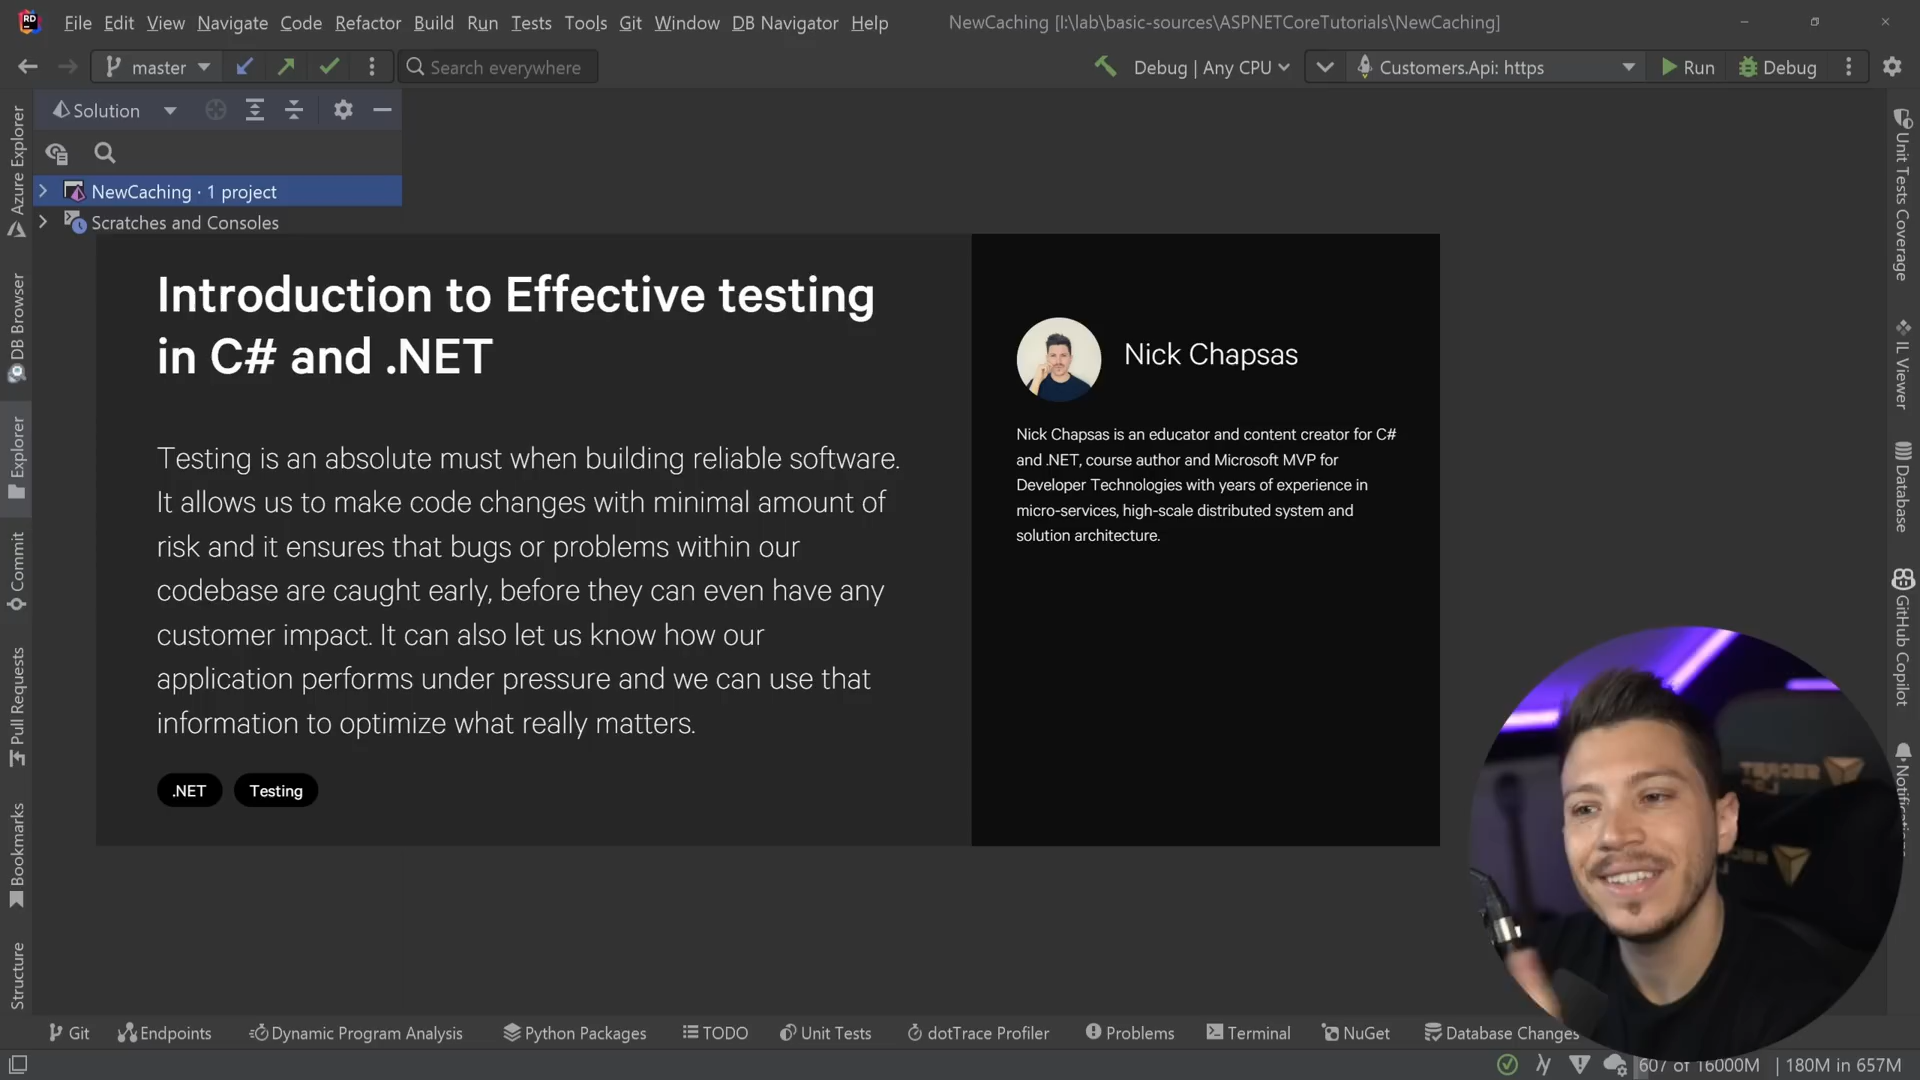 RD File Edit View Navigate Code Refactor Build Run Tests Tools Git Window DB Navigator Help NewCaching [I:\lab\basic-sources\ASPNETCoreTutorials\NewCaching]
master Search everywhere Debug | Any CPU Customers.Api: https Run Debug
Solution
NewCaching · 1 project
Scratches and Consoles
Azure Explorer
DB Browser
Explorer
Commit
Pull Requests
Bookmarks
Structure
Introduction to Effective testing
in C# and .NET
Testing is an absolute must when building reliable software.
It allows us to make code changes with minimal amount of
risk and it ensures that bugs or problems within our
codebase are caught early, before they can even have any
customer impact. It can also let us know how our
application performs under pressure and we can use that
information to optimize what really matters.
.NET Testing
Nick Chapsas
Nick Chapsas is an educator and content creator for C#
and .NET, course author and Microsoft MVP for
Developer Technologies with years of experience in
micro-services, high-scale distributed system and
solution architecture.
Unit Tests Coverage
IL Viewer
Database
GitHub Copilot
Notifications
Git Endpoints Dynamic Program Analysis Python Packages TODO Unit Tests dotTrace Profiler Problems Terminal NuGet Database Changes
607 of 16000M | 180M in 657M